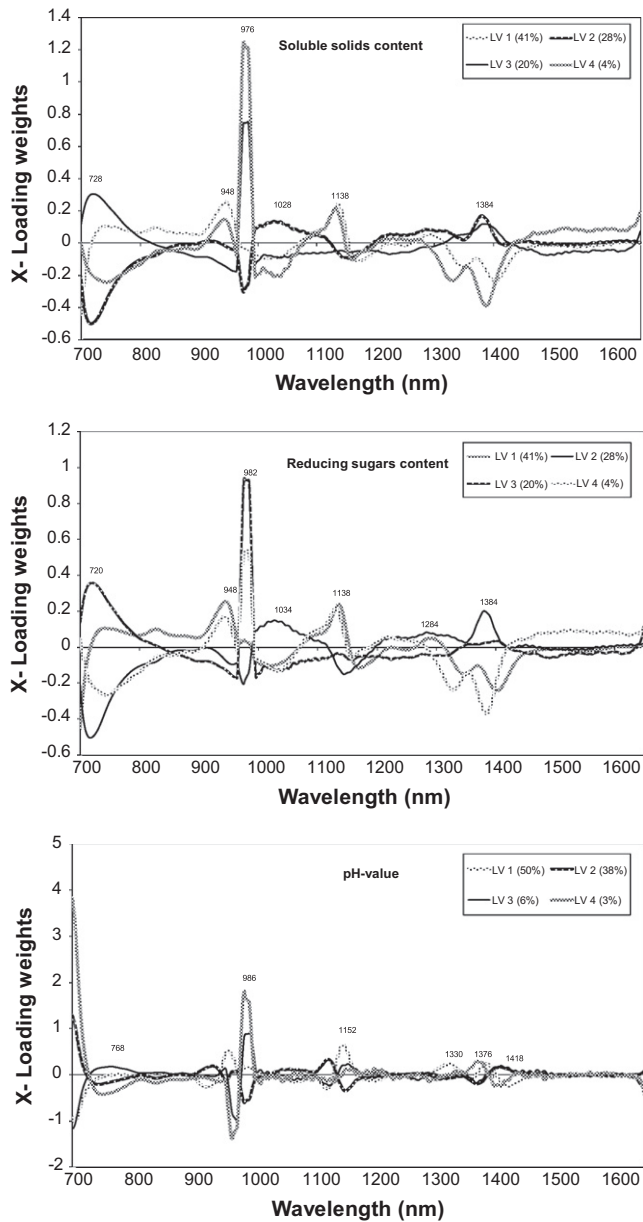 X- Loading weights
1.4
1.2
1
0.8
0.6
0.4
0.2
0
-0.2
-0.4
-0.6
976
Soluble solids content
LV 1 (41%) LV 2 (28%)
LV 3 (20%) LV 4 (4%)
728
948
1028
1138
1384
700 800 900 1000 1100 1200 1300 1400 1500 1600
Wavelength (nm)
X- Loading weights
1.2
1
0.8
0.6
0.4
0.2
0
-0.2
-0.4
-0.6
982
Reducing sugars content
LV 1 (41%) LV 2 (28%)
LV 3 (20%) LV 4 (4%)
720
948
1034
1138
1284
1384
700 800 900 1000 1100 1200 1300 1400 1500 1600
Wavelength (nm)
X- Loading weights
5
4
3
2
1
0
-1
-2
pH-value
LV 1 (50%) LV 2 (38%)
LV 3 (6%) LV 4 (3%)
768
986
1152
1330
1376
1418
700 800 900 1000 1100 1200 1300 1400 1500 1600
Wavelength (nm)